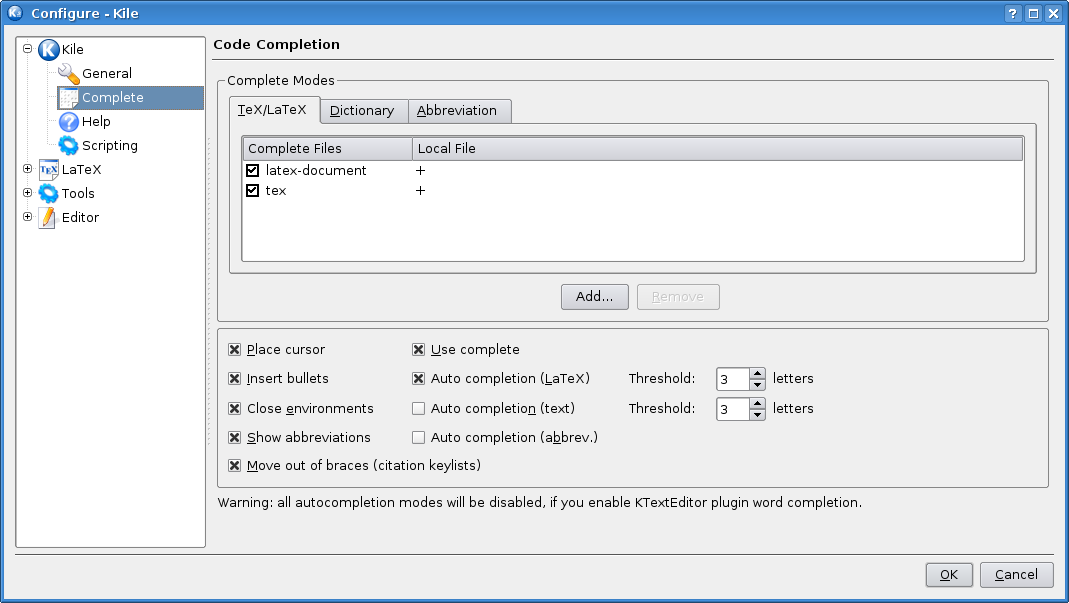 Configure - Kile
Kile
General
Complete
Help
Scripting
LaTeX
Tools
Editor
Code Completion
Complete Modes
TeX/LaTeX Dictionary Abbreviation
Complete Files Local File
latex-document +
tex +
Add... Remove
Place cursor Use complete
Insert bullets Auto completion (LaTeX) Threshold: 3 letters
Close environments Auto completion (text) Threshold: 3 letters
Show abbreviations Auto completion (abbrev.)
Move out of braces (citation keylists)
Warning: all autocompletion modes will be disabled, if you enable KTextEditor plugin word completion.
OK Cancel